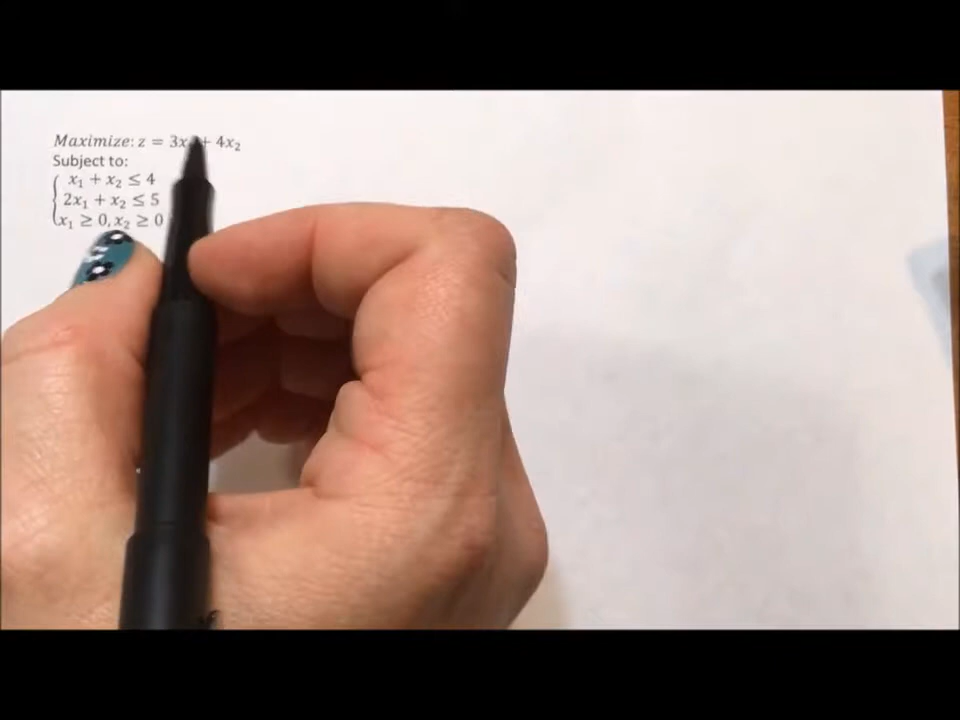 Maximize: z = 3x + 4x₂
Subject to:
x₁ + x₂ ≤ 4
2x₁ + x₂ ≤ 5
x₁ ≥ 0, x₂ ≥ 0